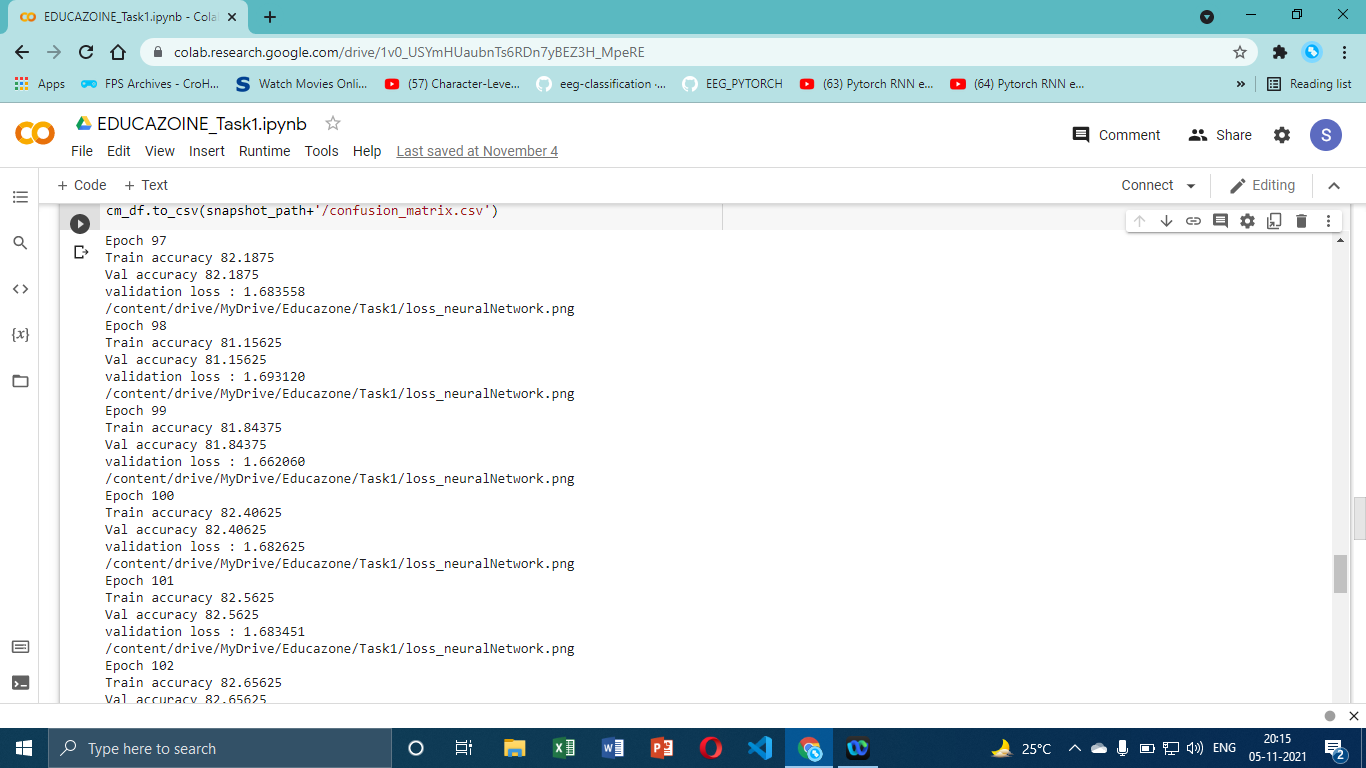 EDUCAZOINE_Task1.ipynb - Cola
colab.research.google.com/drive/1v0_USYmHUaubnTs6RDn7yBEZ3H_MpeRE
Apps FPS Archives - CroH... Watch Movies Onli... (57) Character-Leve... eeg-classification -... EEG_PYTORCH (63) Pytorch RNN e... (64) Pytorch RNN e... » Reading list
EDUCAZOINE_Task1.ipynb
Comment Share S
File Edit View Insert Runtime Tools Help Last saved at November 4
+ Code + Text Connect Editing
cm_df.to_csv(snapshot_path+'/confusion_matrix.csv')
Epoch 97
Train accuracy 82.1875
Val accuracy 82.1875
validation loss : 1.683558
/content/drive/MyDrive/Educazone/Task1/loss_neuralNetwork.png
Epoch 98
Train accuracy 81.15625
Val accuracy 81.15625
validation loss : 1.693120
/content/drive/MyDrive/Educazone/Task1/loss_neuralNetwork.png
Epoch 99
Train accuracy 81.84375
Val accuracy 81.84375
validation loss : 1.662060
/content/drive/MyDrive/Educazone/Task1/loss_neuralNetwork.png
Epoch 100
Train accuracy 82.40625
Val accuracy 82.40625
validation loss : 1.682625
/content/drive/MyDrive/Educazone/Task1/loss_neuralNetwork.png
Epoch 101
Train accuracy 82.5625
Val accuracy 82.5625
validation loss : 1.683451
/content/drive/MyDrive/Educazone/Task1/loss_neuralNetwork.png
Epoch 102
Train accuracy 82.65625
Val accuracy 82.65625
Type here to search
25°C
ENG
20:15
05-11-2021
2